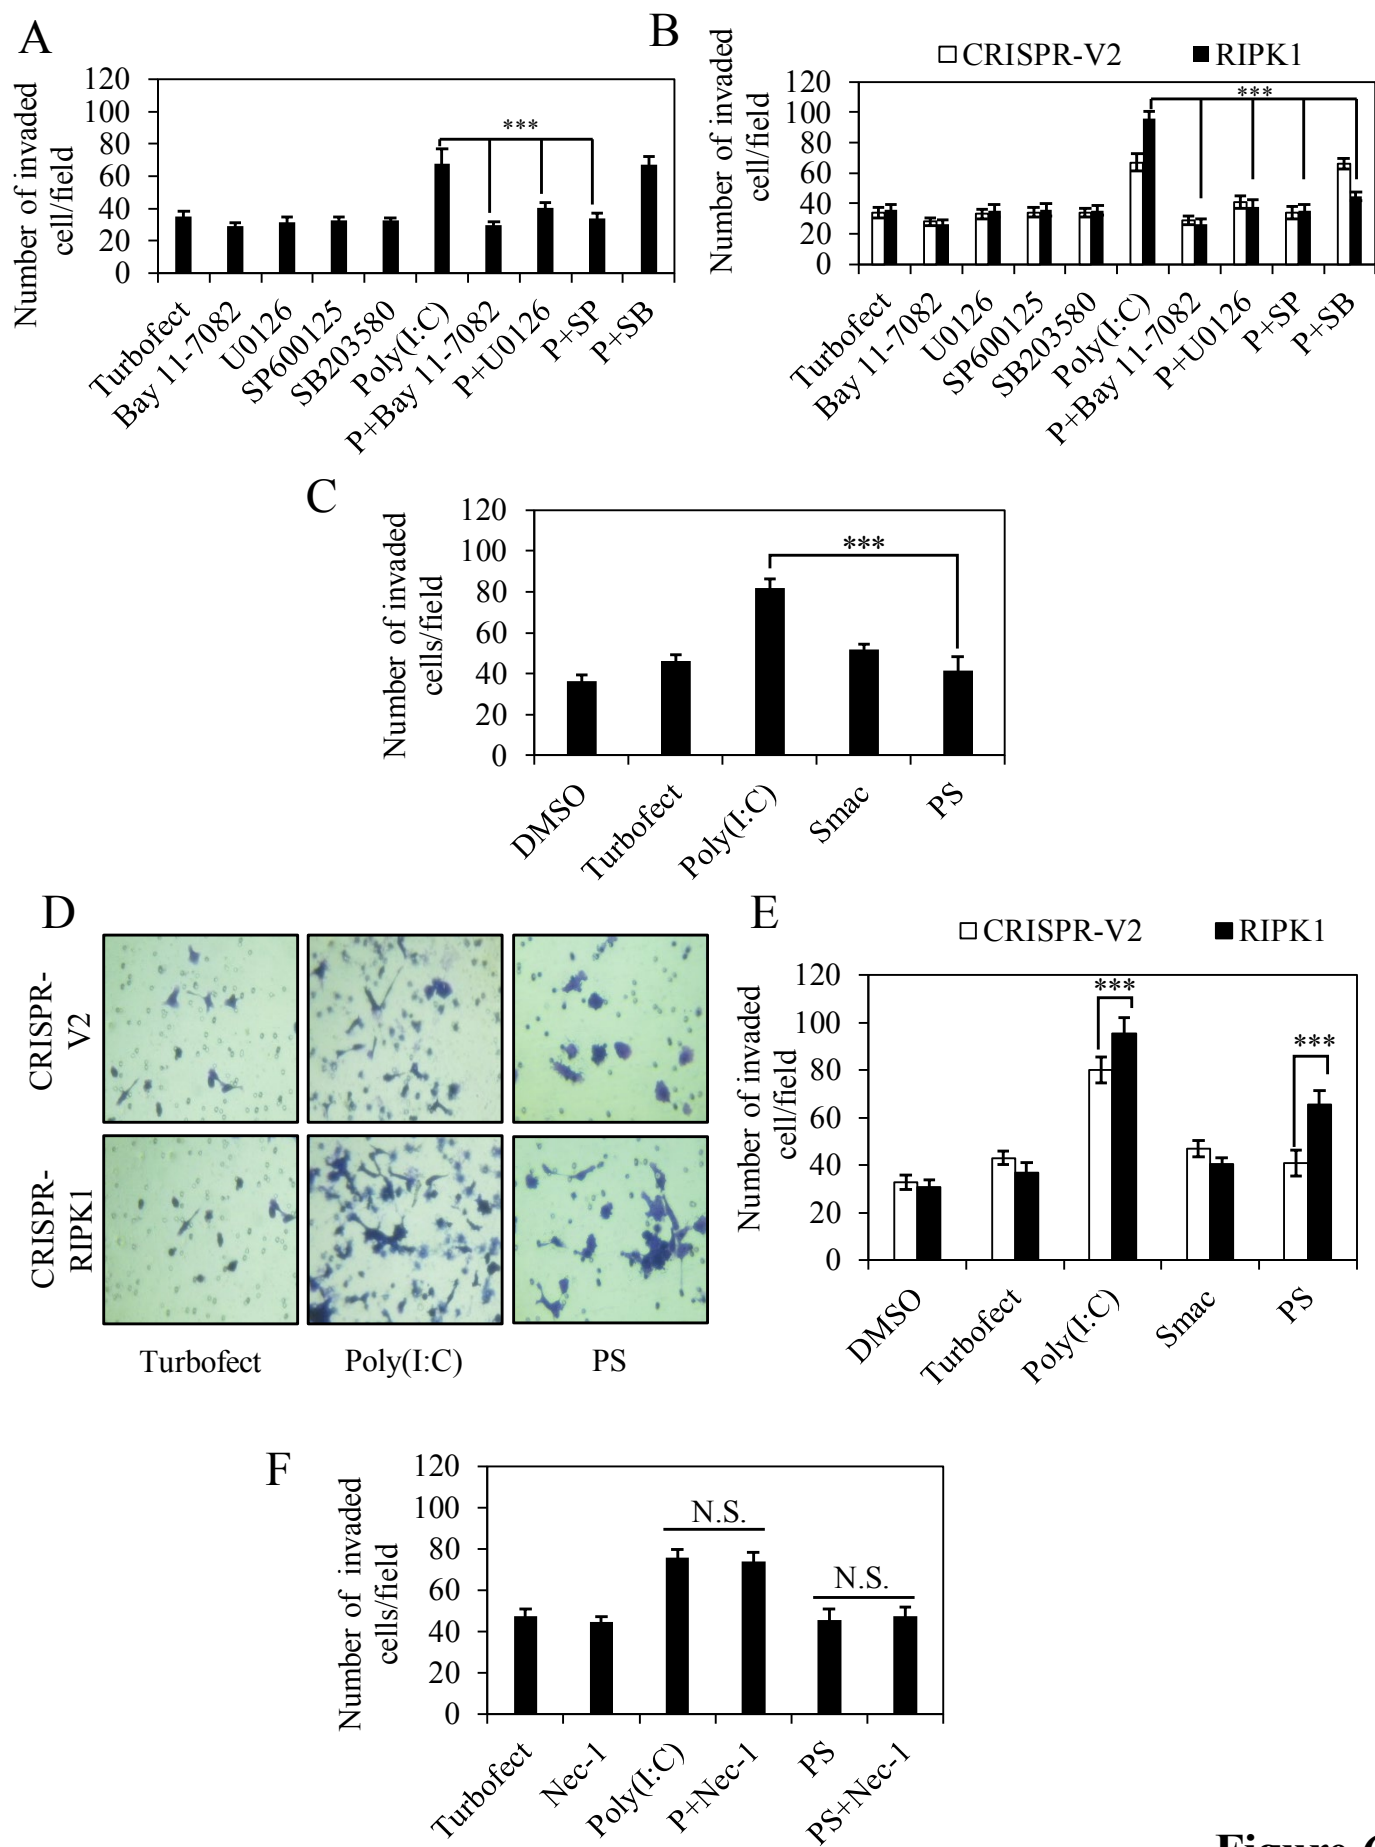 A
Number of invaded
cell/field
120
100
80
60
40
20
0
***
Turbofect
Bay 11-7082
U0126
SP600125
SB203580
Poly(I:C)
P+Bay 11-7082
P+U0126
P+SP
P+SB
B
CRISPR-V2
RIPK1
Number of invaded
cell/field
120
100
80
60
40
20
0
***
Turbofect
Bay 11-7082
U0126
SP600125
SB203580
Poly(I:C)
P+Bay 11-7082
P+U0126
P+SP
P+SB
C
Number of invaded
cells/field
120
100
80
60
40
20
0
***
DMSO
Turbofect
Poly(I:C)
Smac
PS
D
CRISPR-
V2
CRISPR-
RIPK1
Turbofect
Poly(I:C)
PS
E
CRISPR-V2
RIPK1
Number of invaded
cell/field
120
100
80
60
40
20
0
***
***
DMSO
Turbofect
Poly(I:C)
Smac
PS
F
Number of invaded
cells/field
120
100
80
60
40
20
0
N.S.
N.S.
Turbofect
Nec-1
Poly(I:C)
P+Nec-1
PS
PS+Nec-1
Figure